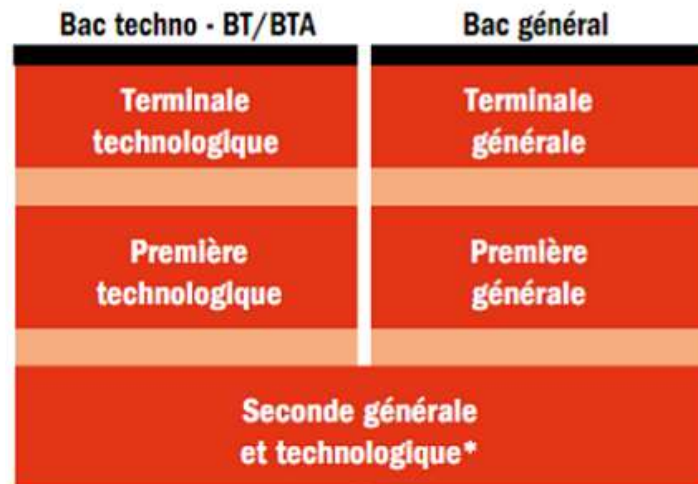 Bac techno - BT/BTA
Bac général
Terminale
technologique
Terminale
générale
Première
technologique
Première
générale
Seconde générale
et technologique*